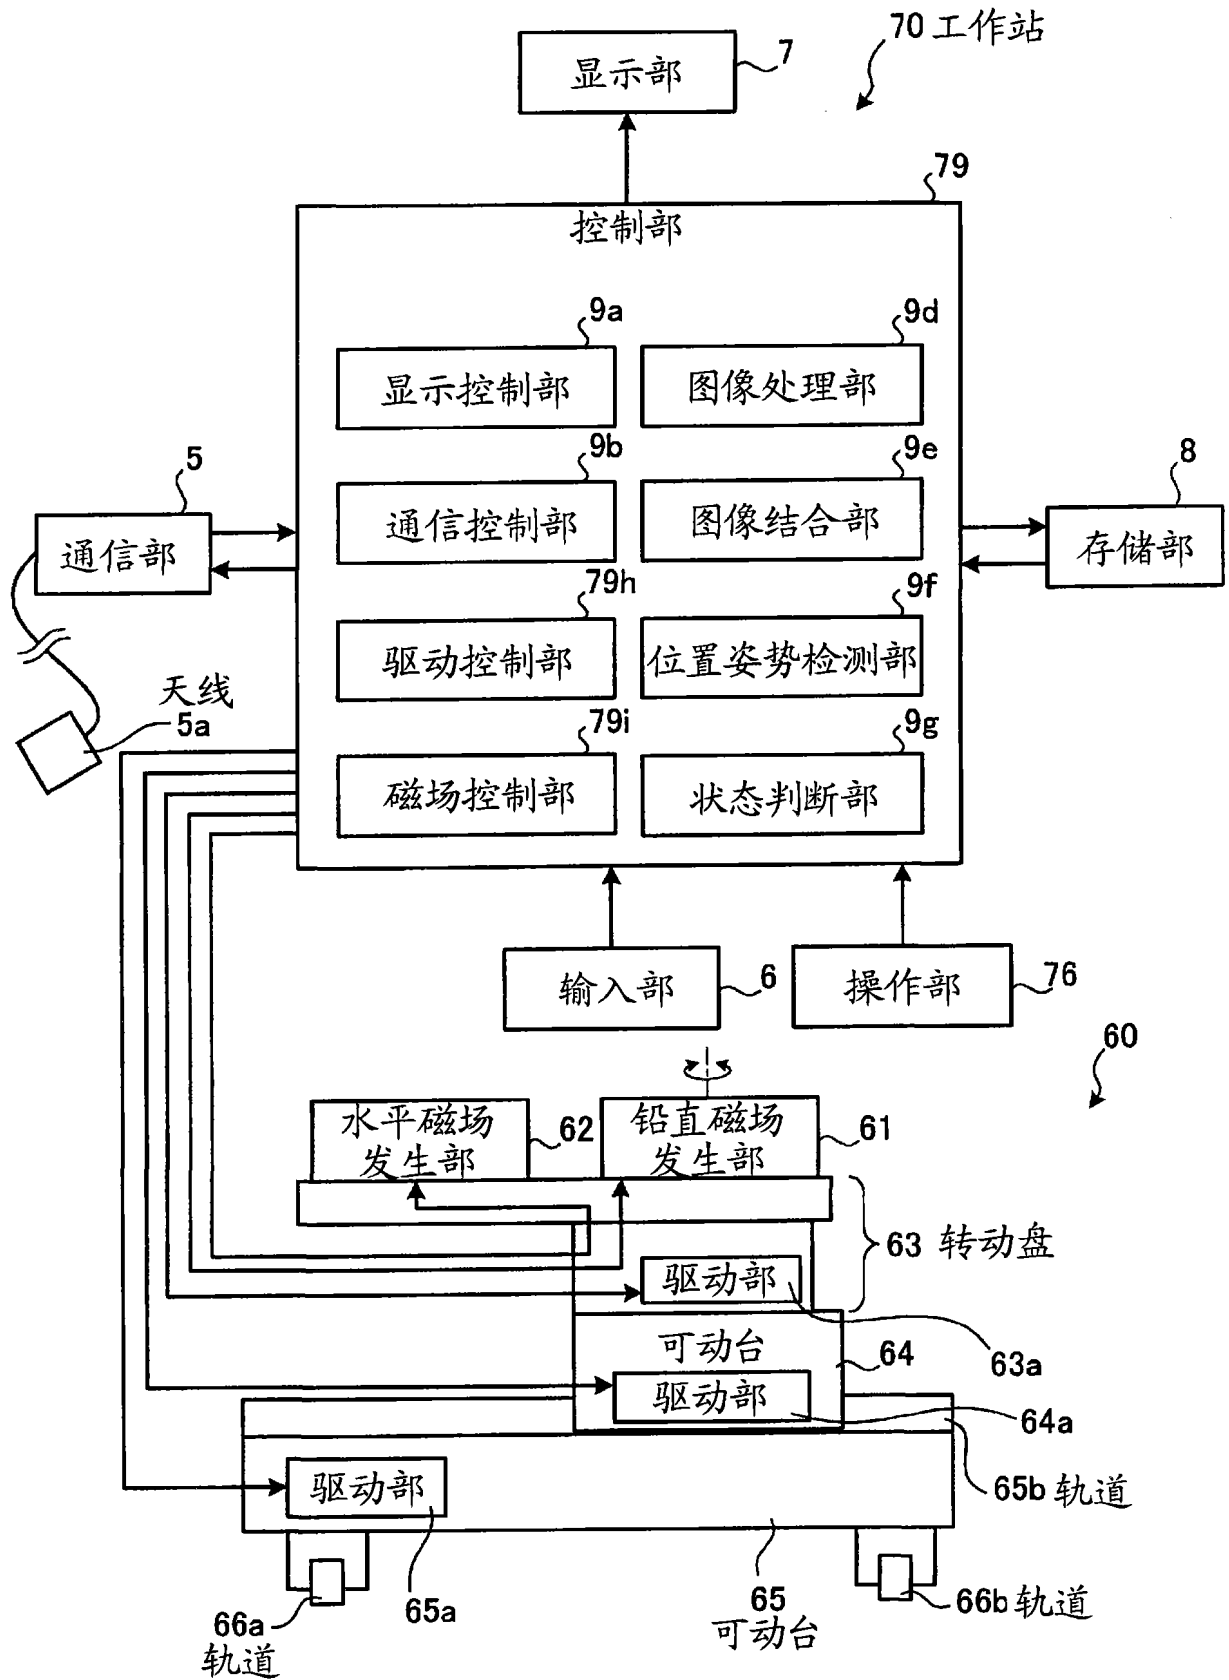 70 工作站
显示部
7
79
控制部
9a
显示控制部
9d
图像处理部
9b
通信控制部
9e
图像结合部
5
通信部
8
存储部
79h
驱动控制部
9f
位置姿势检测部
天线
5a
79i
磁场控制部
9g
状态判断部
输入部
6
操作部
76
60
水平磁场
发生部
62
铅直磁场
发生部
61
63 转动盘
驱动部
63a
可动台
64
驱动部
64a
驱动部
65b 轨道
66a
轨道
65a
65
可动台
66b 轨道